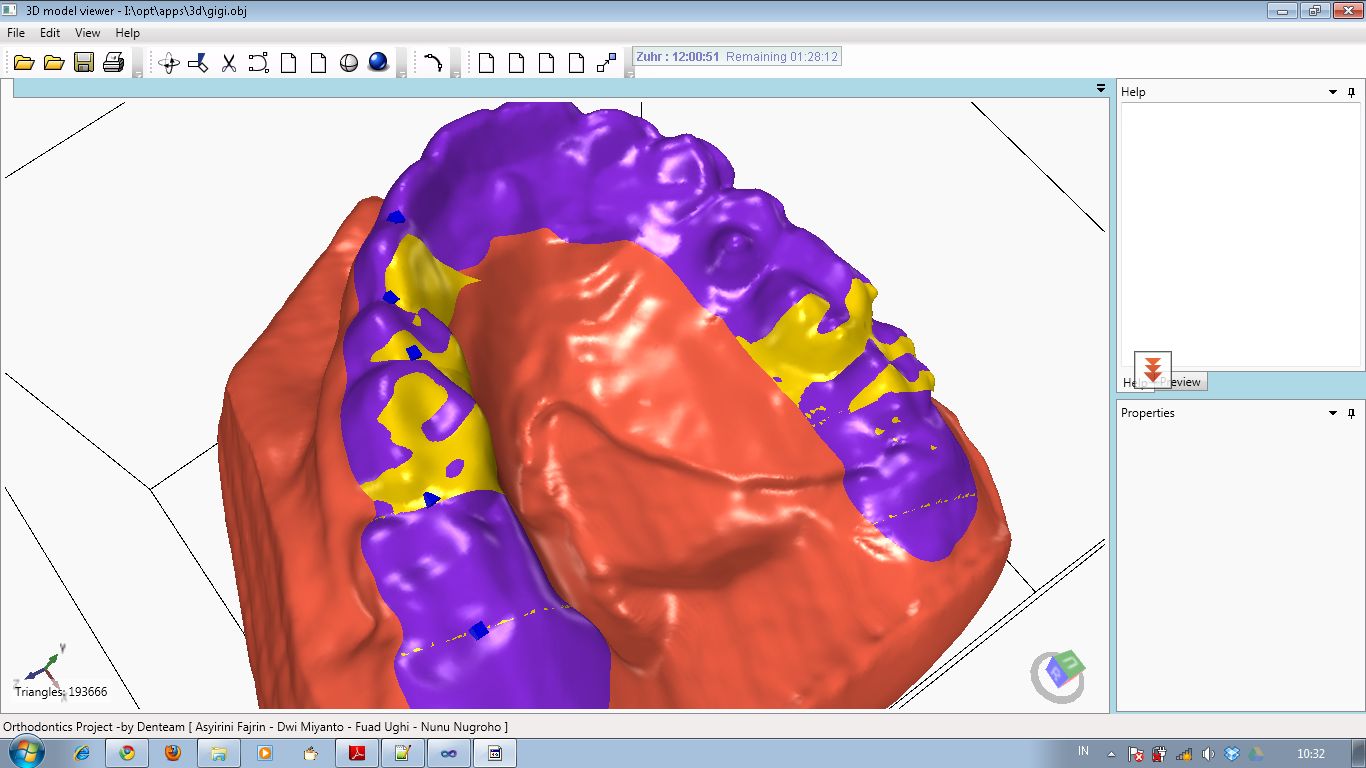 3D model viewer - I:\opt\apps\3d\gigi.obj
File Edit View Help
Zuhr : 12:00:51 Remaining 01:28:12
Help
Preview
Properties
Y
Z
X
Triangles: 193666
R
Orthodontics Project -by Denteam [ Asyirini Fajrin - Dwi Miyanto - Fuad Ughi - Nunu Nugroho ]
IN
10:32